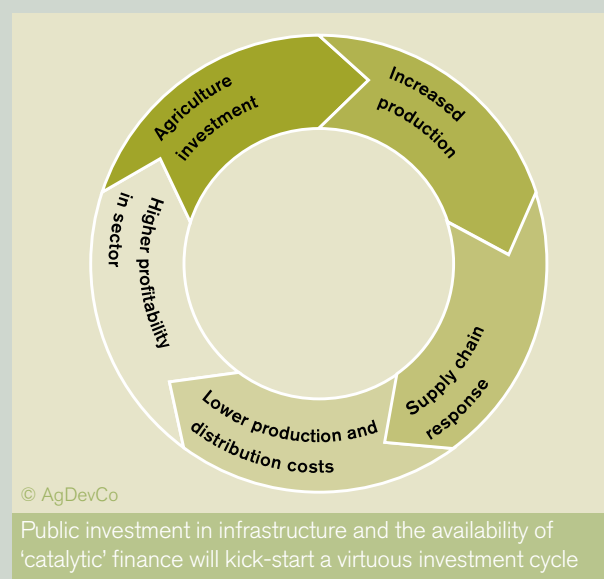 Agriculture
investment
Increased
production
Supply chain
response
Lower production and
distribution costs
Higher profitability
in sector
© AgDevCo
Public investment in infrastructure and the availability of
‘catalytic’ finance will kick-start a virtuous investment cycle